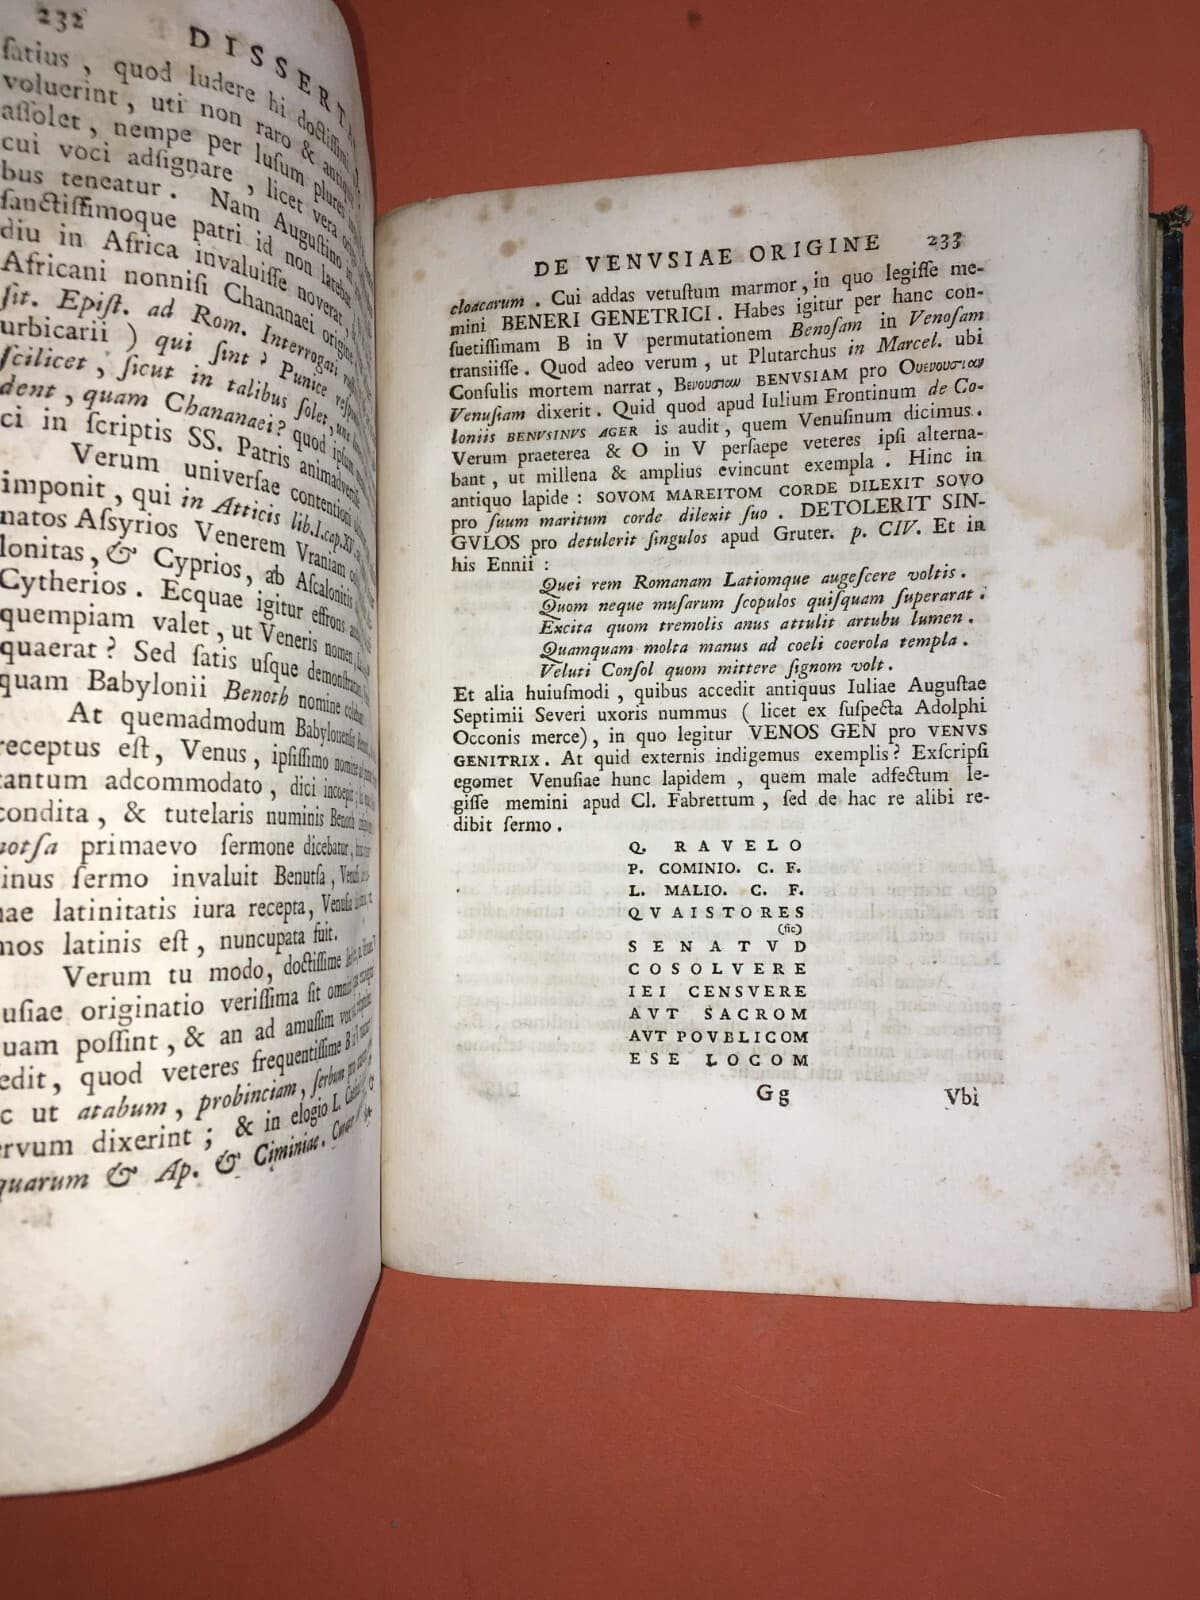 232
DISSERTA
ſatius, quod ludere hi doctiſſimi
voluerint, uti non raro & antiqui
aſſolet, nempe per luſum plures
cui voci adſignare, licet vera
bus teneatur. Nam Auguſtino
ſanctiſſimoque patri id non latebat
diu in Africa invaluiſſe noverat,
Africani nonniſi Chananaei origine
ſit. Epiſt. ad Rom. Interrogati
urbicarii) qui ſint? Punice
ſcilicet, ſicut in talibus ſolet,
dent, quam Chananaei? quod
ci in ſcriptis SS. Patris
Verum univerſae contentioni
imponit, qui in Atticis lib.I.cap.XV.
natos Aſſyrios Venerem Vraniam
lonitas, & Cyprios, ab Aſcalonitis
Cytherios. Ecquae igitur effrons
quempiam valet, ut Veneris nomen,
quaerat? Sed ſatis uſque
quam Babylonii Benoth nomine
At quemadmodum
receptus eſt, Venus, ipſiſſimo nomine
tantum adcommodato, dici
condita, & tutelaris numinis Benoth
primaevo ſermone dicebatur,
inus ſermo invaluit Benutſa,
nae latinitatis iura recepta,
mos latinis eſt, nuncupata fuit.
Verum tu modo, doctiſſime
uſiae originatio veriſſima ſit
quam poſſint, & an ad amuſſim
edit, quod veteres frequentiſſime B
c ut atabum, probinciam,
ervum dixerint; & in elogio L.
quarum & Ap. & Ciminiae.
DE VENVSIAE ORIGINE 233
cloacarum. Cui addas vetuſtum marmor, in quo legiſſe me-
mini BENERI GENETRICI. Habes igitur per hanc con-
ſuetiſſimam B in V permutationem Benoſam in Venoſam
transiiſſe. Quod adeo verum, ut Plutarchus in Marcel. ubi
Conſulis mortem narrat, Βενουσιαν BENVSIAM pro Ουενουσιαν
Venuſiam dixerit. Quid quod apud Iulium Frontinum de Co-
loniis BENVSINVS AGER is audit, quem Venuſinum dicimus.
Verum praeterea & O in V perſaepe veteres ipſi alterna-
bant, ut millena & amplius evincunt exempla. Hinc in
antiquo lapide: SOVOM MAREITOM CORDE DILEXIT SOVO
pro ſuum maritum corde dilexit ſuo. DETOLERIT SIN-
GVLOS pro detulerit ſingulos apud Gruter. p. CIV. Et in
his Ennii:
Quei rem Romanam Latiomque augeſcere voltis.
Quom neque muſarum ſcopulos quiſquam ſuperarat.
Excita quom tremolis anus attulit artubu lumen.
Quamquam molta manus ad coeli coerola templa.
Veluti Conſol quom mittere ſignom volt.
Et alia huiuſmodi, quibus accedit antiquus Iuliae Auguſtae
Septimii Severi uxoris nummus (licet ex ſuſpecta Adolphi
Occonis merce), in quo legitur VENOS GEN pro VENVS
GENITRIX. At quid externis indigemus exemplis? Exſcripſi
egomet Venuſiae hunc lapidem, quem male adfectum le-
giſſe memini apud Cl. Fabrettum, ſed de hac re alibi re-
dibit ſermo.
Q. RAVELO
P. COMINIO. C. F.
L. MALIO. C. F.
QVAISTORES
(ſic)
SENATVD
COSOLVERE
IEI CENSVERE
AVT SACROM
AVT POVBLICOM
ESE LOCOM
Gg Vbi